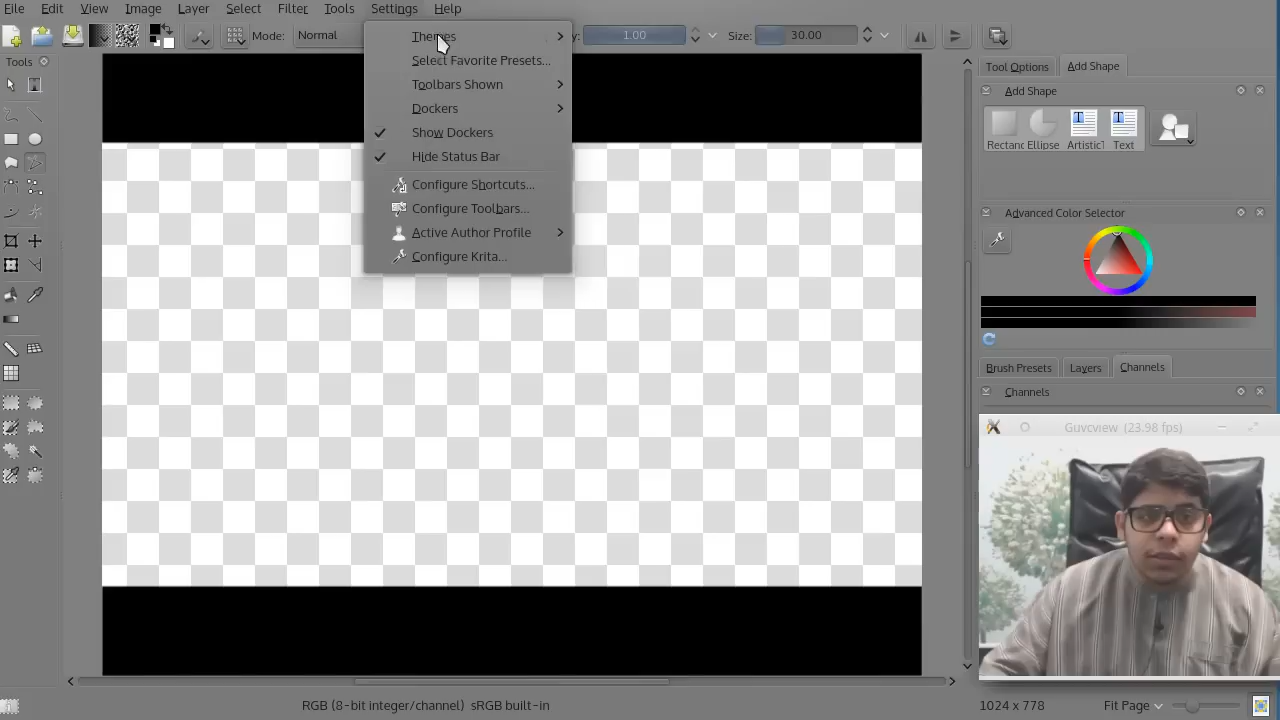 File Edit View Image Layer Select Filter Tools Settings Help
Mode: Normal
y: 1.00 Size: 30.00
Themes
Select Favorite Presets...
Toolbars Shown
Dockers
Show Dockers
Hide Status Bar
Configure Shortcuts...
Configure Toolbars...
Active Author Profile
Configure Krita...
Tools
Tool Options Add Shape
Add Shape
T T
Rectanc Ellipse ArtisticT Text
Advanced Color Selector
Brush Presets Layers Channels
Channels
Guvcview (23.98 fps)
RGB (8-bit integer/channel) sRGB built-in
1024 x 778 Fit Page